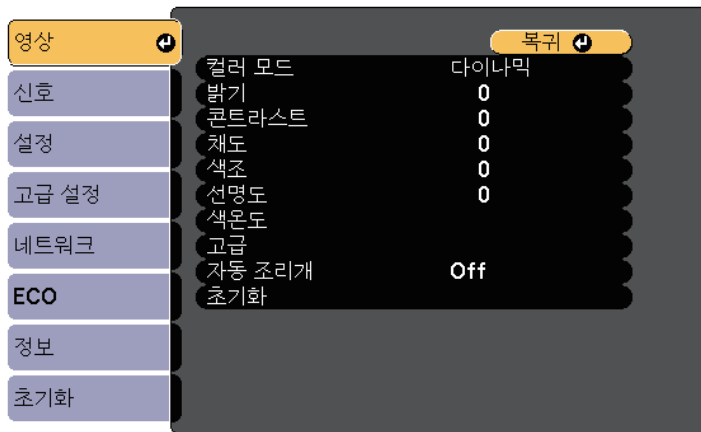 영상
신호
설정
고급 설정
네트워크
ECO
정보
초기화
복귀
컬러 모드 다이나믹
밝기 0
콘트라스트 0
채도 0
색조 0
선명도 0
색온도
고급
자동 조리개 Off
초기화